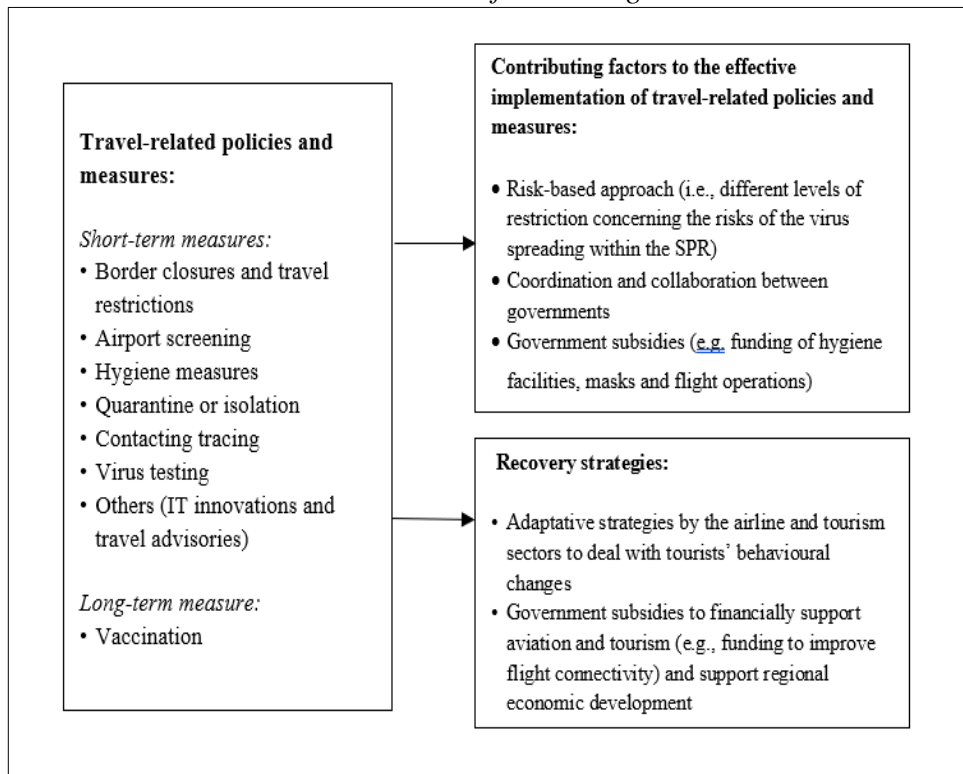 Travel-related policies and
measures:
Short-term measures:
• Border closures and travel
restrictions
• Airport screening
• Hygiene measures
• Quarantine or isolation
• Contacting tracing
• Virus testing
• Others (IT innovations and
travel advisories)
Long-term measure:
• Vaccination
Contributing factors to the effective
implementation of travel-related policies and
measures:
• Risk-based approach (i.e., different levels of
restriction concerning the risks of the virus
spreading within the SPR)
• Coordination and collaboration between
governments
• Government subsidies (e.g. funding of hygiene
facilities, masks and flight operations)
Recovery strategies:
• Adaptative strategies by the airline and tourism
sectors to deal with tourists’ behavioural
changes
• Government subsidies to financially support
aviation and tourism (e.g., funding to improve
flight connectivity) and support regional
economic development